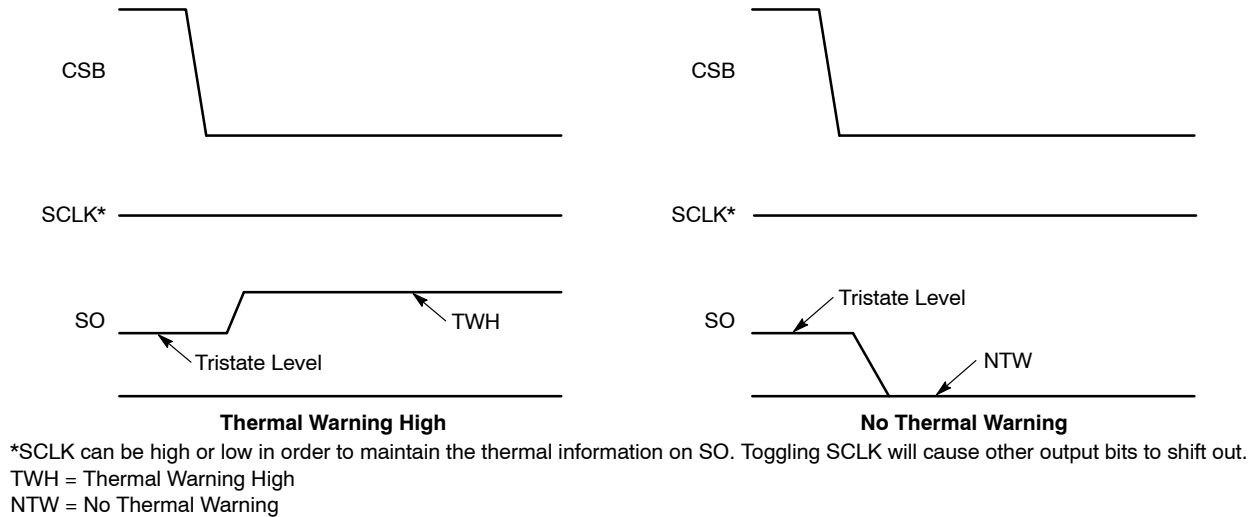 CSB
SCLK*
SO
TWH
Tristate Level
Thermal Warning High
CSB
SCLK*
SO
Tristate Level
NTW
No Thermal Warning
*SCLK can be high or low in order to maintain the thermal information on SO. Toggling SCLK will cause other output bits to shift out.
TWH = Thermal Warning High
NTW = No Thermal Warning